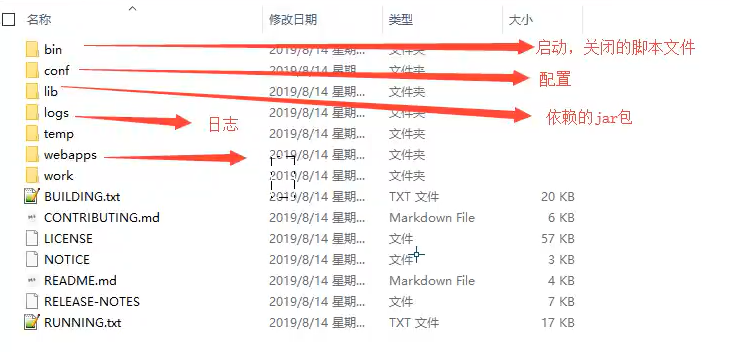 名称 修改日期 类型 大小
bin 2019/8/14 星期... 文件夹 启动，关闭的脚本文件
conf 2019/8/14 星期... 文件夹 配置
lib 2019/8/14 星期... 文件夹
依赖的jar包
logs 日志 2019/8/14 星期... 文件夹
temp 2019/8/14 星期... 文件夹
webapps 2019/8/14 星期... 文件夹
work 2019/8/14 星期... 文件夹
BUILDING.txt 2019/8/14 星期... TXT 文件 20 KB
CONTRIBUTING.md 2019/8/14 星期... Markdown File 6 KB
LICENSE 2019/8/14 星期... 文件 57 KB
NOTICE 2019/8/14 星期... 文件 3 KB
README.md 2019/8/14 星期... Markdown File 4 KB
RELEASE-NOTES 2019/8/14 星期... 文件 7 KB
RUNNING.txt 2019/8/14 星期... TXT 文件 17 KB